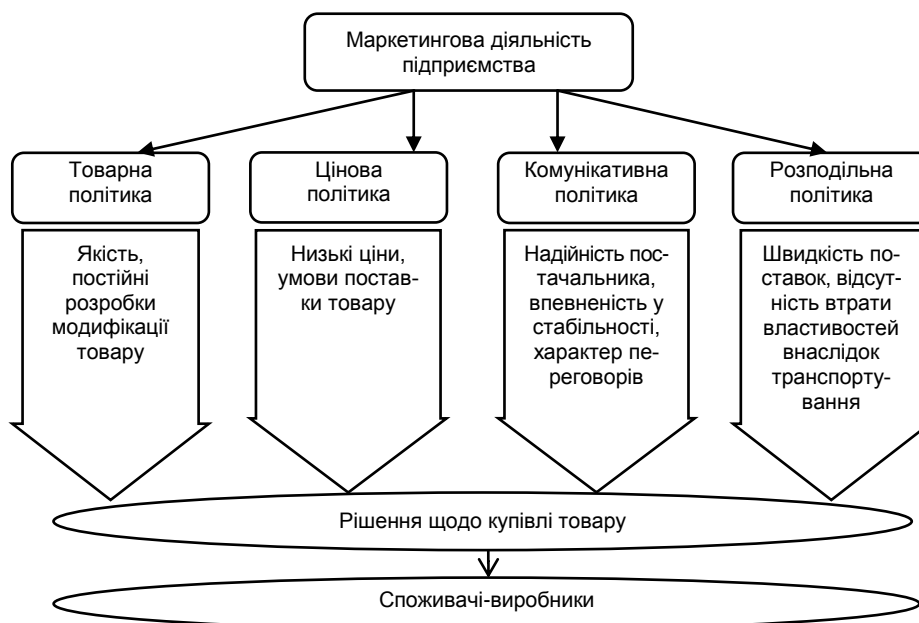 Маркетингова діяльність
підприємства
Товарна
політика
Цінова
політика
Комунікативна
політика
Розподільна
політика
Якість,
постійні
розробки
модифікації
товару
Низькі ціни,
умови постав-
ки товару
Надійність пос-
тачальника,
впевненість у
стабільності,
характер пе-
реговорів
Швидкість по-
ставок, відсут-
ність втрати
властивостей
внаслідок
транспорту-
вання
Рішення щодо купівлі товару
Споживачі-виробники